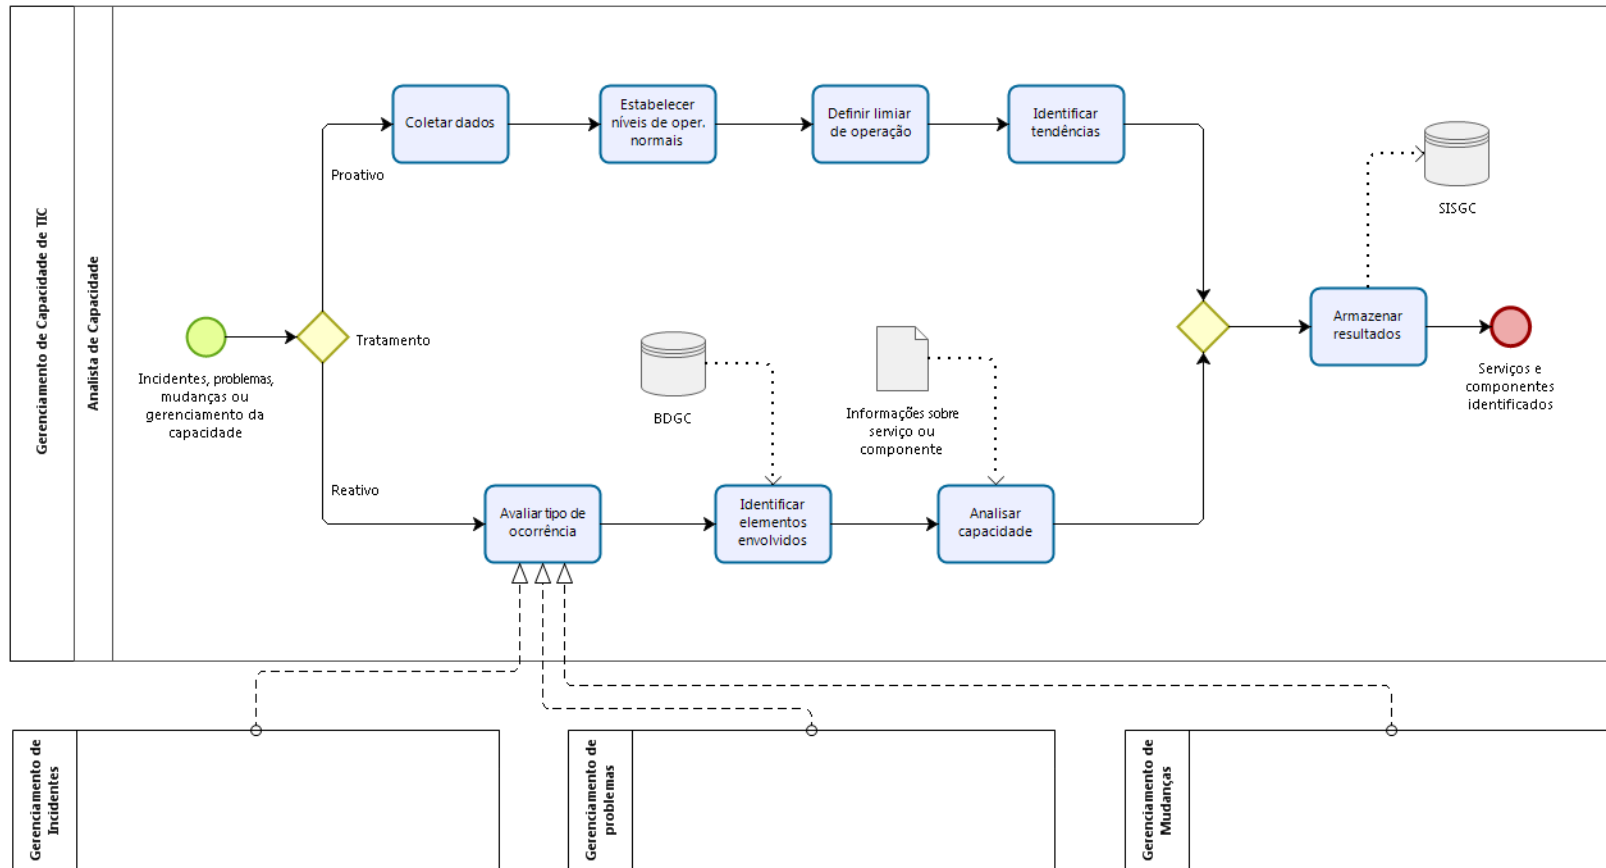 Gerenciamento de Capacidade de TIC
Analista de Capacidade
Coletar dados
Estabelecer
níveis de oper.
normais
Definir limiar
de operação
Identificar
tendências
Proativo
SISGC
Tratamento
Incidentes, problemas,
mudanças ou
gerenciamento da
capacidade
BDGC
Informações sobre
serviço ou
componente
Armazenar
resultados
Serviços e
componentes
identificados
Reativo
Avaliar tipo de
ocorrência
Identificar
elementos
envolvidos
Analisar
capacidade
Gerenciamento de
Incidentes
Gerenciamento de
problemas
Gerenciamento de
Mudanças